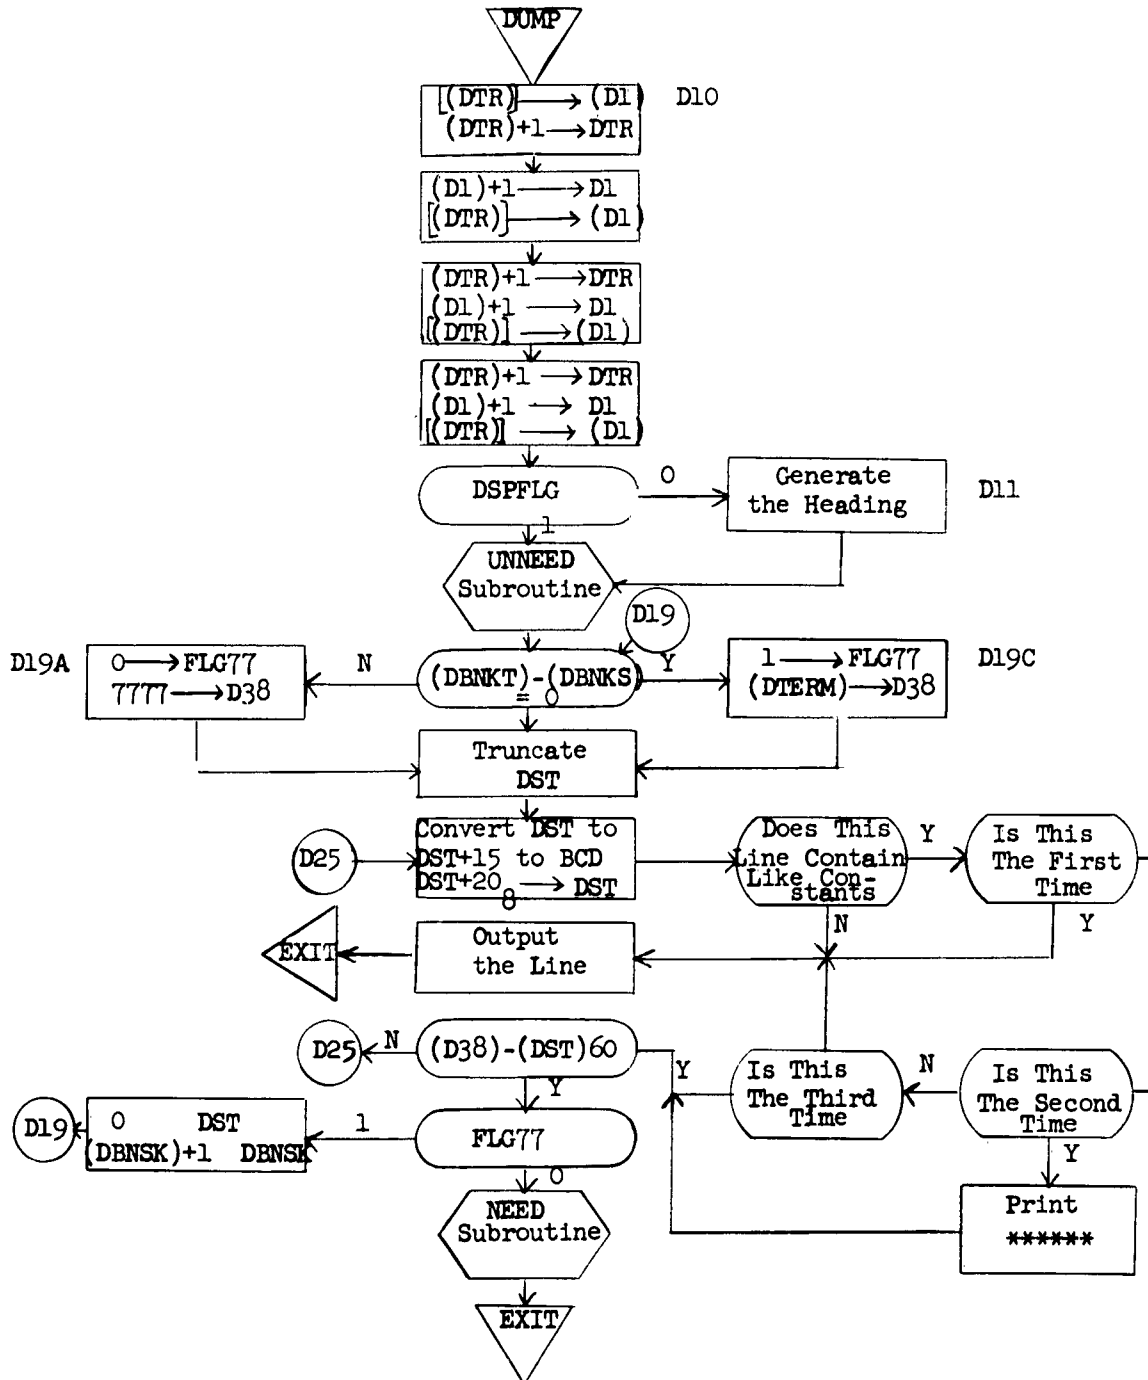 DUMP
[(DTR)] → (D1) D10
(DTR)+1 → DTR
(D1)+1 → D1
[(DTR)] → (D1)
(DTR)+1 → DTR
(D1)+1 → D1
[(DTR)] → (D1)
(DTR)+1 → DTR
(D1)+1 → D1
[(DTR)] → (D1)
DSPFLG
0
1
Generate
the Heading
D11
UNNEED
Subroutine
D19
D19A
0 → FLG77
7777 → D38
N
(DBNKT)-(DBNKS)
= 0
Y
1 → FLG77
(DTERM) → D38
D19C
Truncate
DST
D25
Convert DST to
DST+15 to BCD
DST+20₈ → DST
Does This
Line Contain
Like Con-
stants
Y
N
Is This
The First
Time
Y
EXIT
Output
the Line
D25
N
(D38)-(DST)60
Y
Y
Is This
The Third
Time
N
Is This
The Second
Time
Y
D19
0 DST
(DBNSK)+1 DBNSK
1
FLG77
0
Print
******
NEED
Subroutine
EXIT